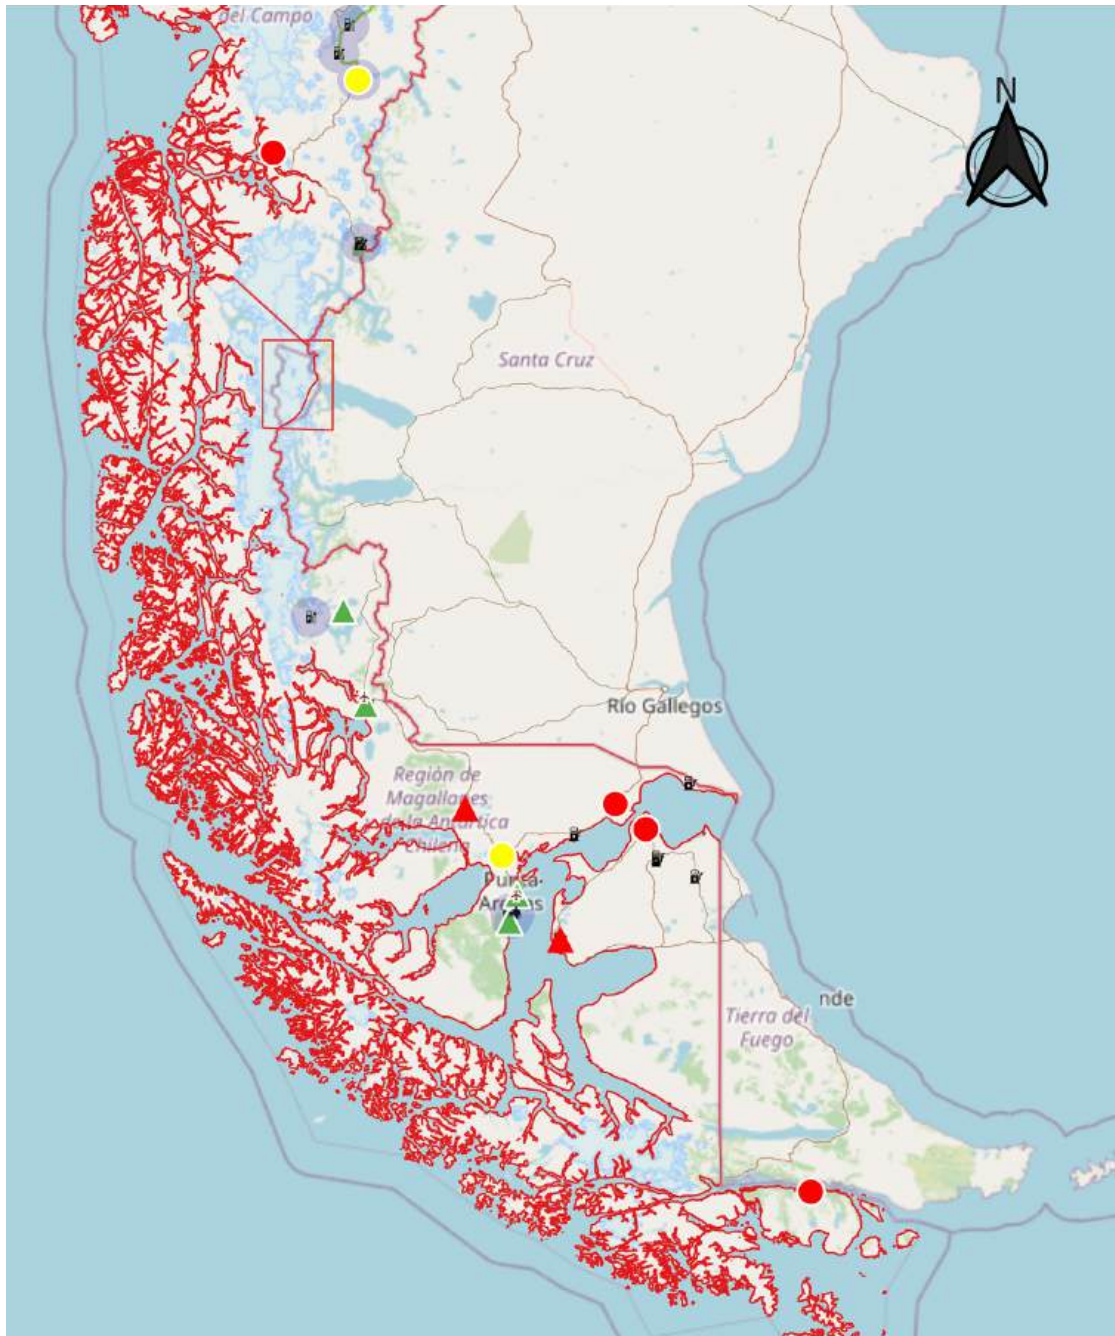 del Campo
N
Santa Cruz
Río Gallegos
Región de
Magallanes
y de la Antártica
Chilena
Punta
Arenas
nde
Tierra del
Fuego